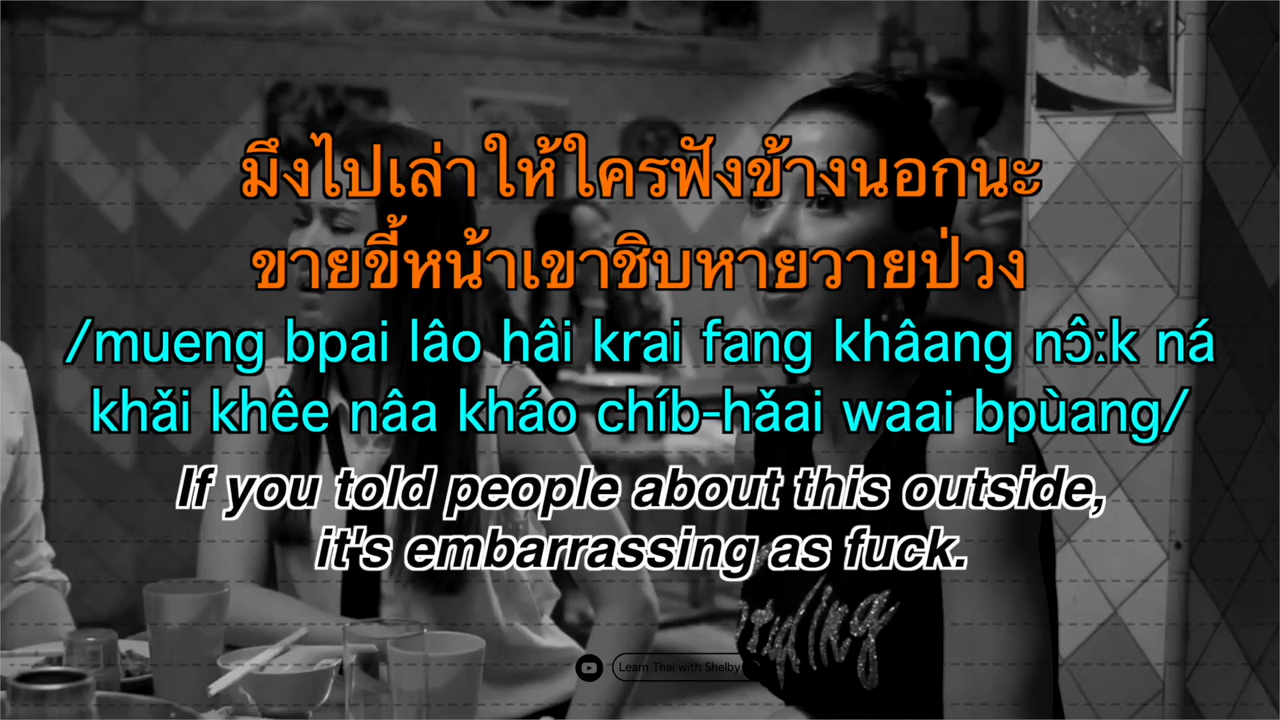 มึงไปเล่าให้ใครฟังข้างนอกนะ
ขายขี้หน้าเขาชิบหายวายป่วง
/mueng bpai lâo hâi krai fang khâang nɔ̂:k ná
khǎi khêe nâa kháo chíb-hǎai waai bpùang/
If you told people about this outside,
it's embarrassing as fuck.
Learn Thai with Shelby